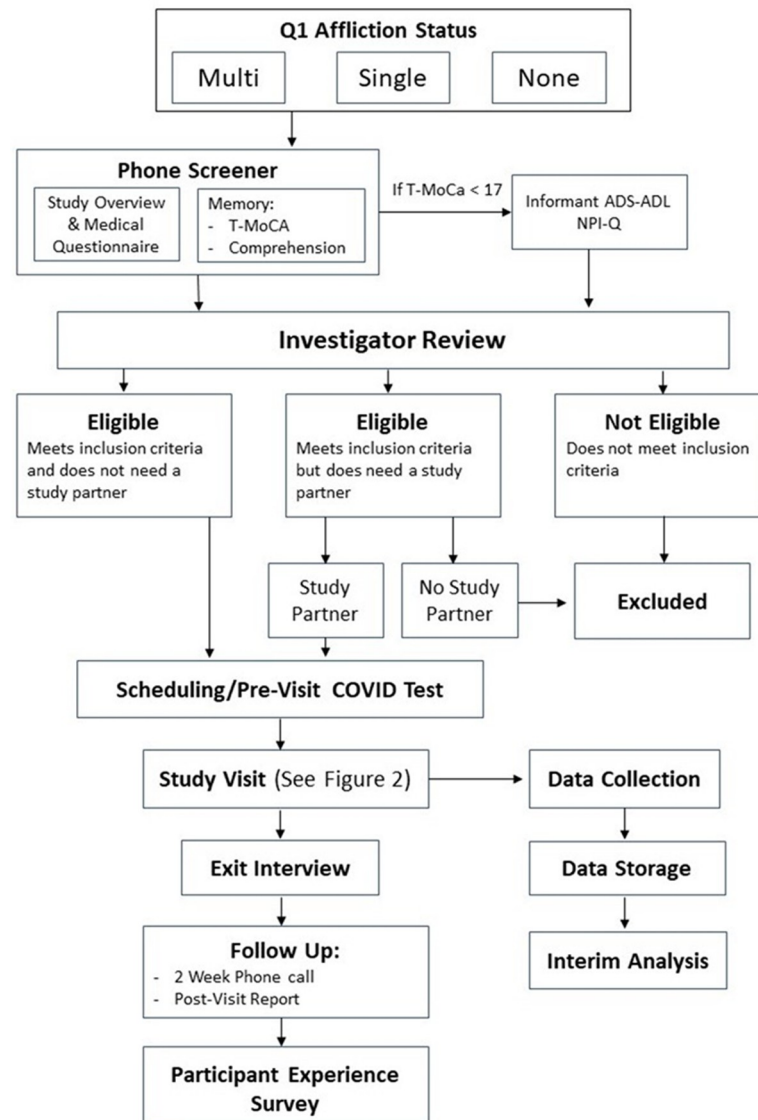 Q1 Affliction Status
Multi
Single
None
Phone Screener
Study Overview
& Medical
Questionnaire
Memory:
- T-MoCA
- Comprehension
If T-MoCa < 17
Informant ADS-ADL
NPI-Q
Investigator Review
Eligible
Meets inclusion criteria
and does not need a
study partner
Eligible
Meets inclusion criteria
but does need a study
partner
Not Eligible
Does not meet inclusion
criteria
Study
Partner
No Study
Partner
Excluded
Scheduling/Pre-Visit COVID Test
Study Visit (See Figure 2)
Data Collection
Exit Interview
Data Storage
Follow Up:
- 2 Week Phone call
- Post-Visit Report
Interim Analysis
Participant Experience
Survey